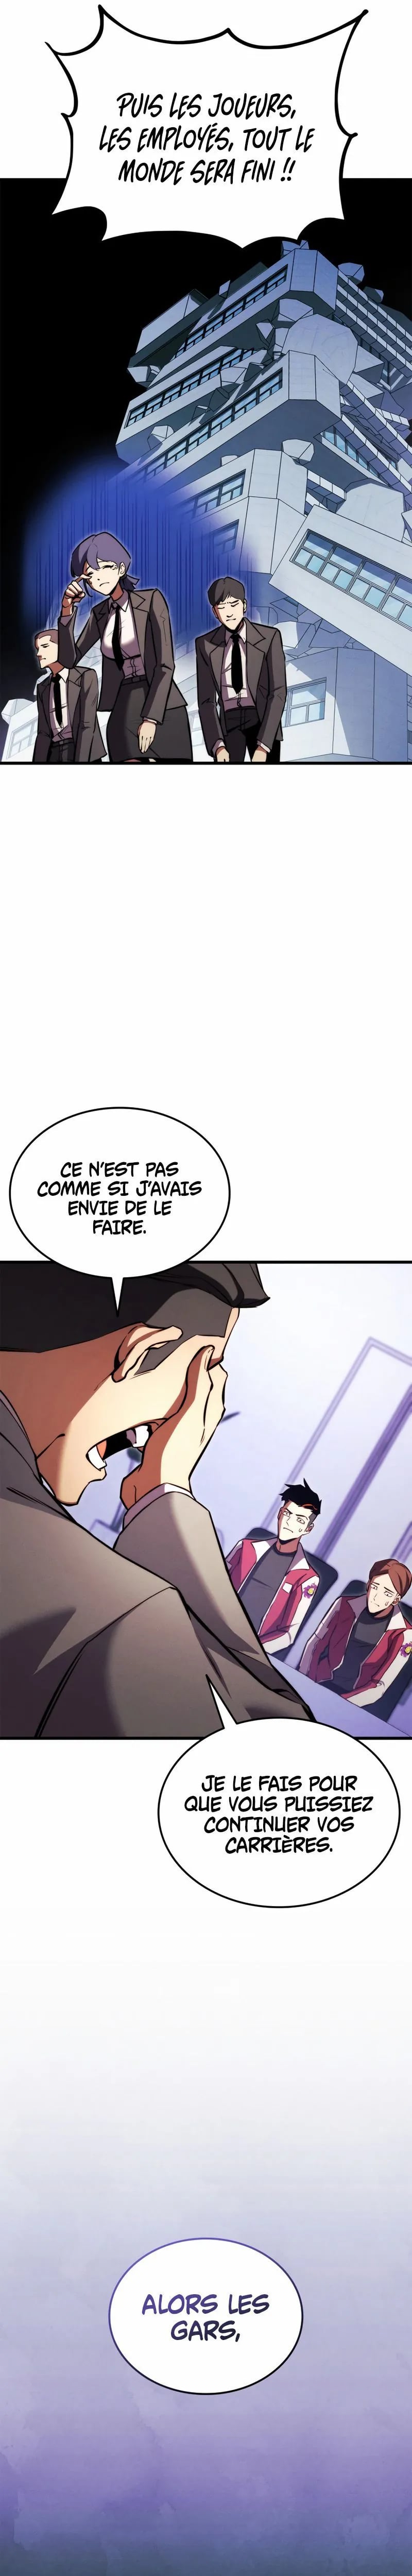 PUIS LES JOUEURS,
LES EMPLOYÉS, TOUT LE
MONDE SERA FINI !!
CE N'EST PAS
COMME SI J'AVAIS
ENVIE DE LE
FAIRE.
JE LE FAIS POUR
QUE VOUS PUISSIEZ
CONTINUER VOS
CARRIÈRES.
ALORS LES
GARS,